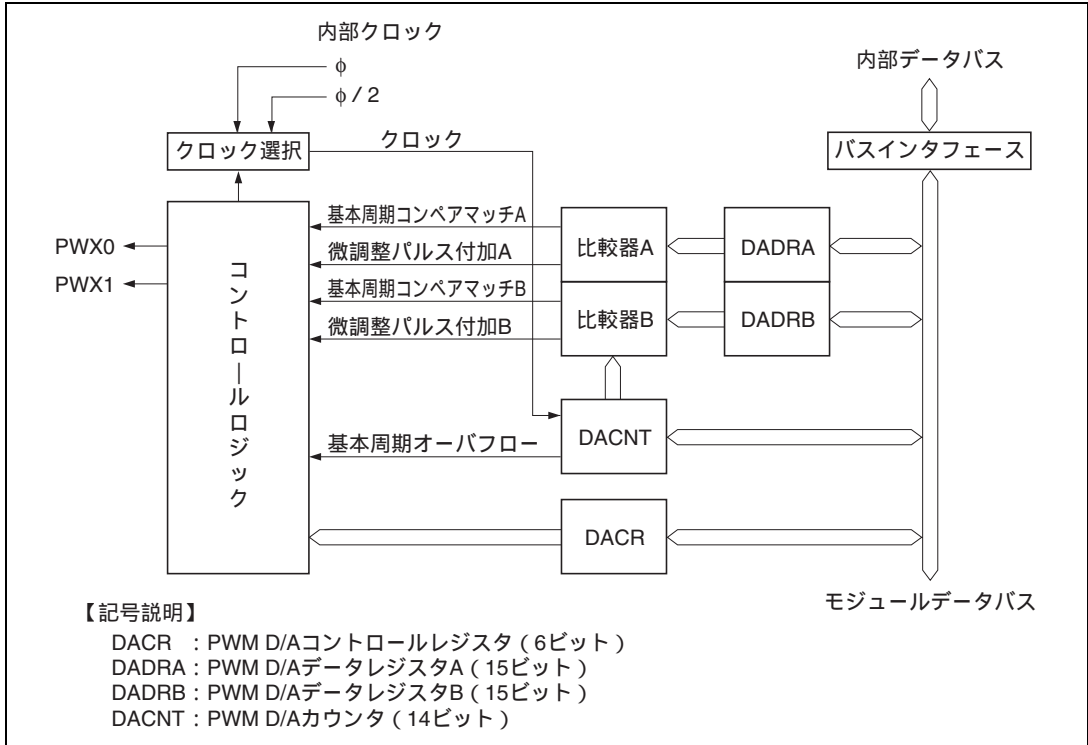 内部クロック
φ
φ / 2
内部データバス
クロック選択
クロック
バスインタフェース
基本周期コンペアマッチA
微調整パルス付加A
基本周期コンペアマッチB
微調整パルス付加B
比較器A
DADRA
比較器B
DADRB
PWX0
PWX1
コントロールロジック
DACNT
基本周期オーバフロー
DACR
モジュールデータバス
【記号説明】
DACR : PWM D/Aコントロールレジスタ ( 6ビット )
DADRA : PWM D/AデータレジスタA ( 15ビット )
DADRB : PWM D/AデータレジスタB ( 15ビット )
DACNT : PWM D/Aカウンタ ( 14ビット )